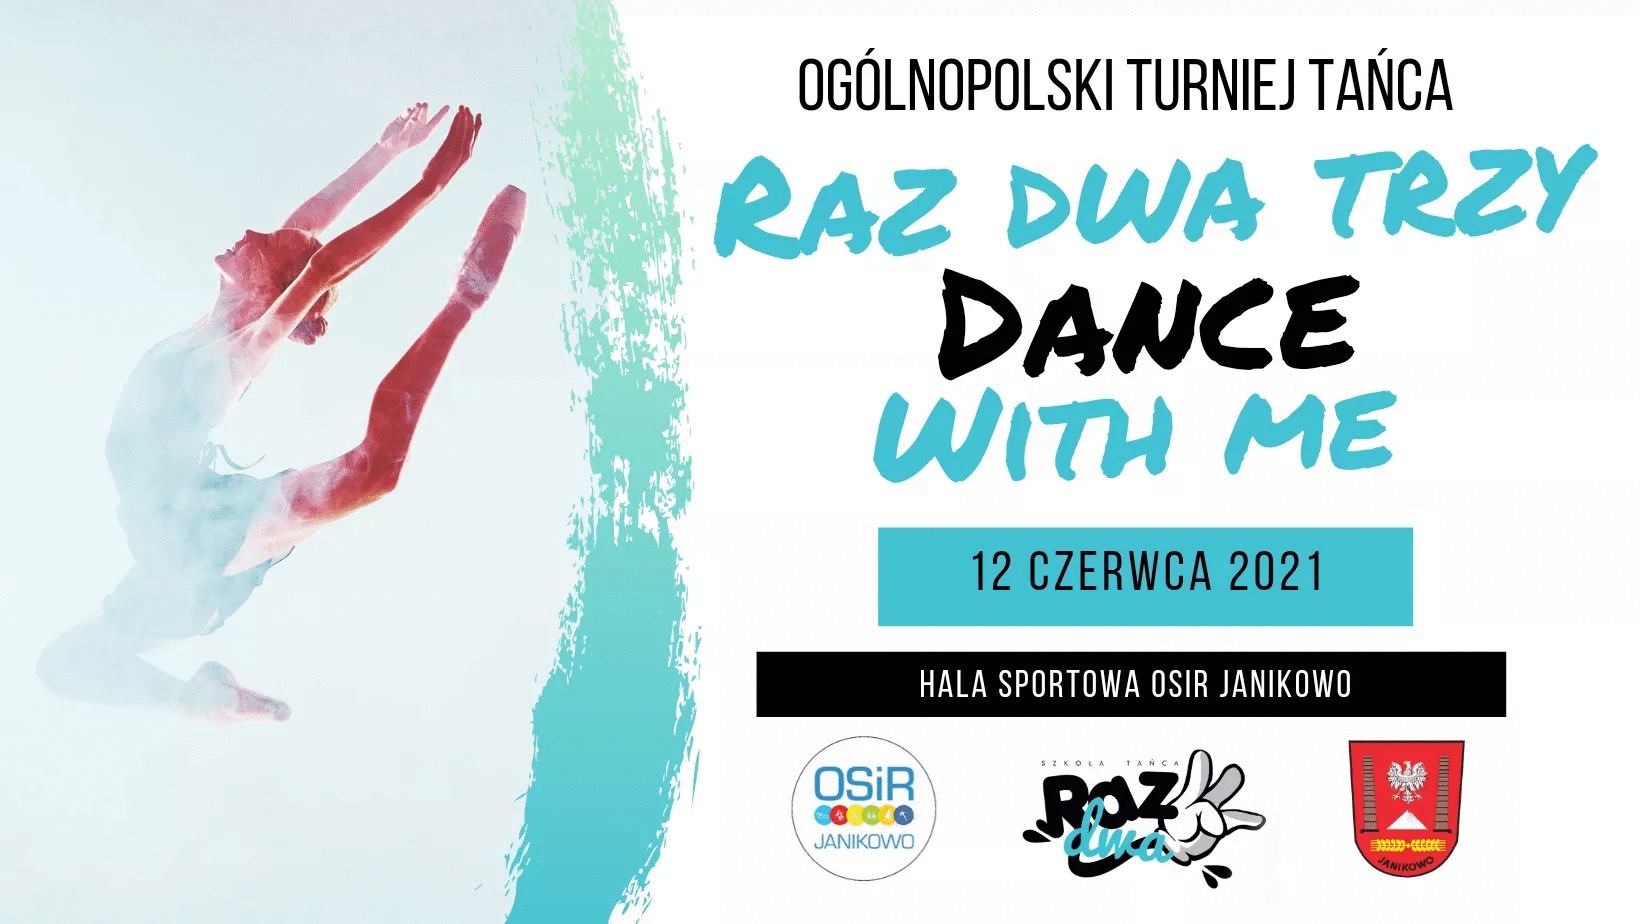 OGÓLNOPOLSKI TURNIEJ TAŃCA
RAZ DWA TRZY
DANCE
WITH ME
12 CZERWCA 2021
HALA SPORTOWA OSIR JANIKOWO
OSiR
JANIKOWO
SZKOŁA TAŃCA
RAZ
dwa
JANIKOWO